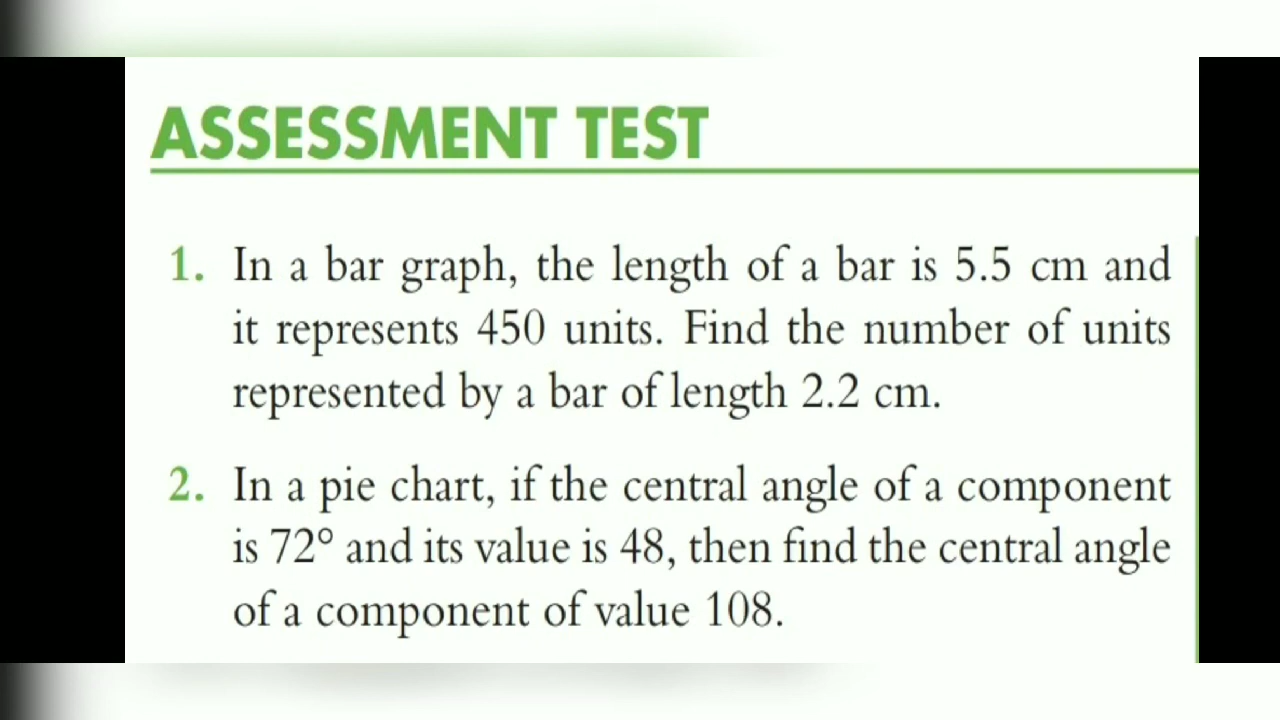 ASSESSMENT TEST
1. In a bar graph, the length of a bar is 5.5 cm and
it represents 450 units. Find the number of units
represented by a bar of length 2.2 cm.
2. In a pie chart, if the central angle of a component
is 72° and its value is 48, then find the central angle
of a component of value 108.